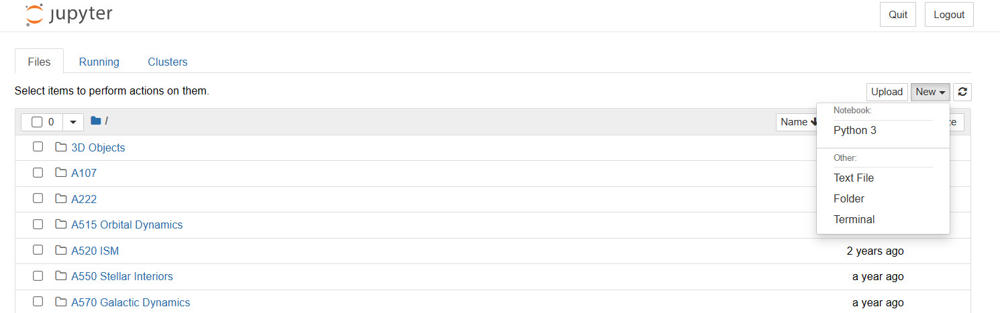 jupyter
Quit Logout
Files Running Clusters
Select items to perform actions on them.
Upload New
Notebook:
0 / Name
Python 3
3D Objects
Other:
A107
Text File
A222
Folder
A515 Orbital Dynamics
Terminal
A520 ISM 2 years ago
A550 Stellar Interiors a year ago
A570 Galactic Dynamics a year ago